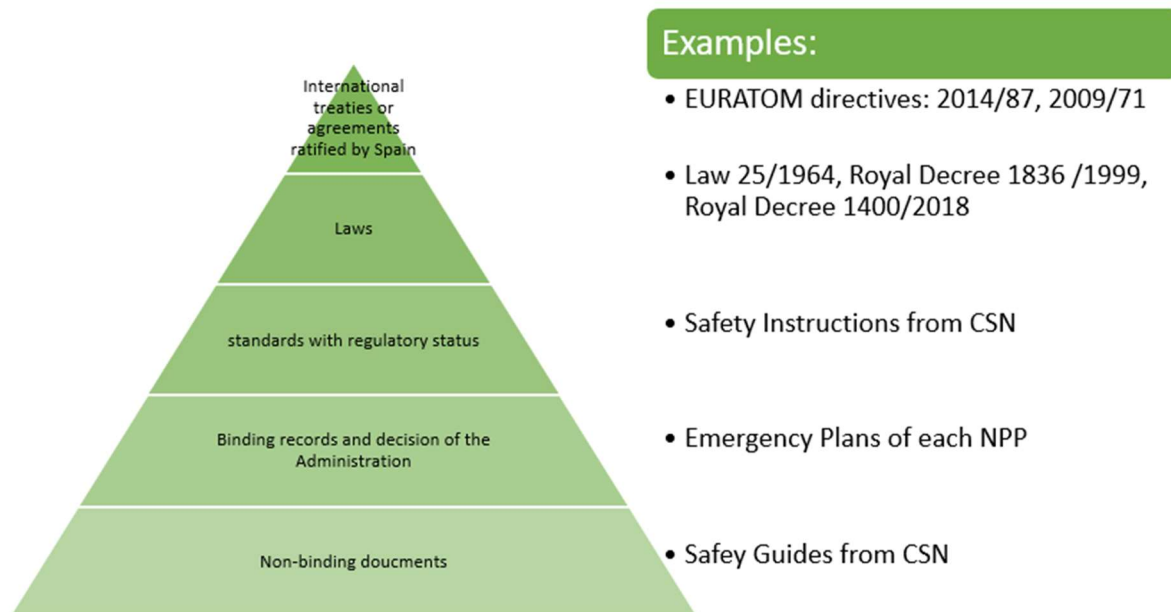 Examples:
International
treaties or
agreements
ratified by Spain
• EURATOM directives: 2014/87, 2009/71
Laws
• Law 25/1964, Royal Decree 1836 /1999,
Royal Decree 1400/2018
standards with regulatory status
• Safety Instructions from CSN
Binding records and decision of the
Administration
• Emergency Plans of each NPP
Non-binding doucments
• Safey Guides from CSN